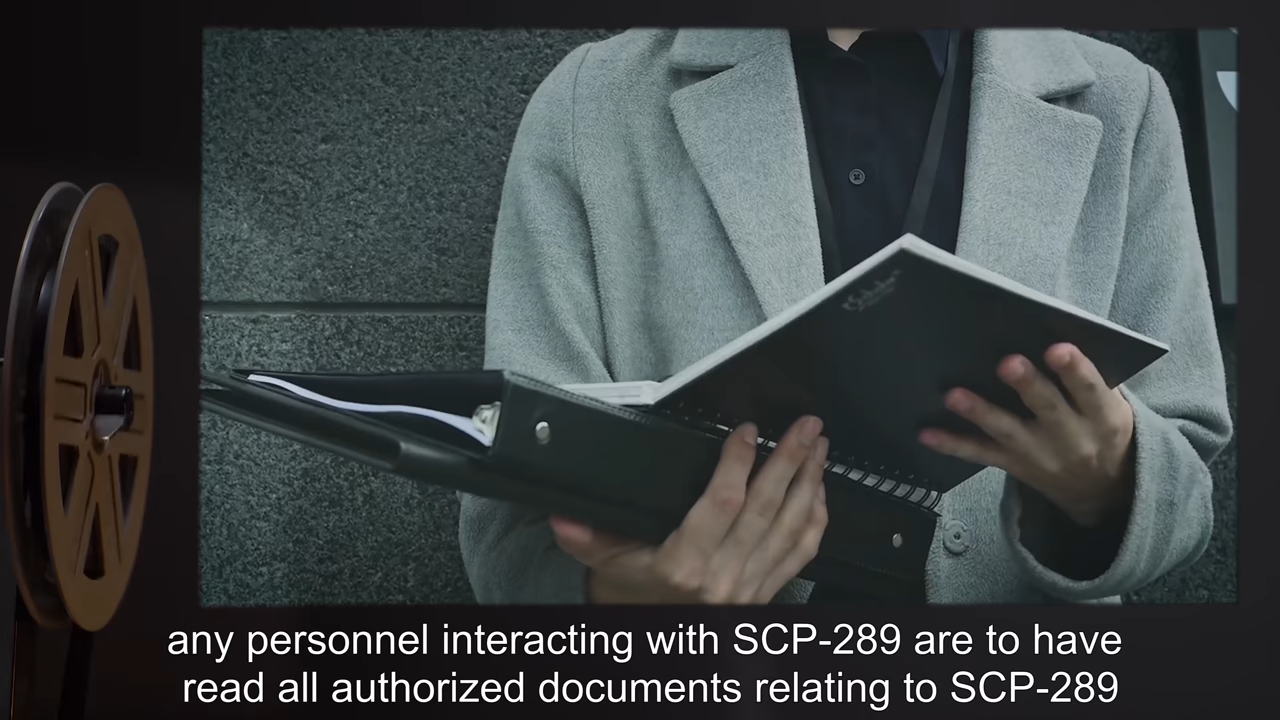 any personnel interacting with SCP-289 are to have
read all authorized documents relating to SCP-289